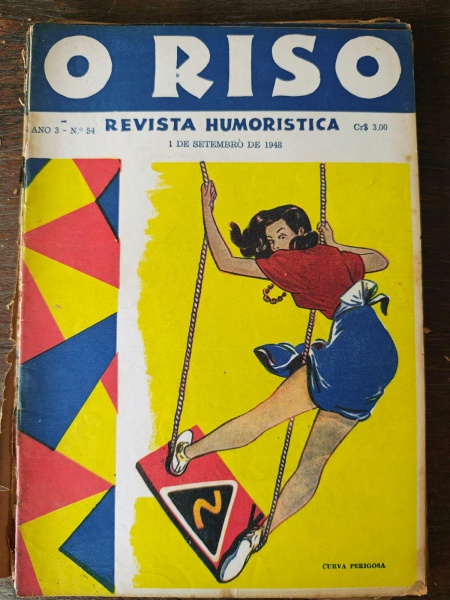 O RISO
ANO 3 - N.º 54 REVISTA HUMORISTICA Cr$ 3,00
1 DE SETEMBRO DE 1948
CURVA PERIGOSA